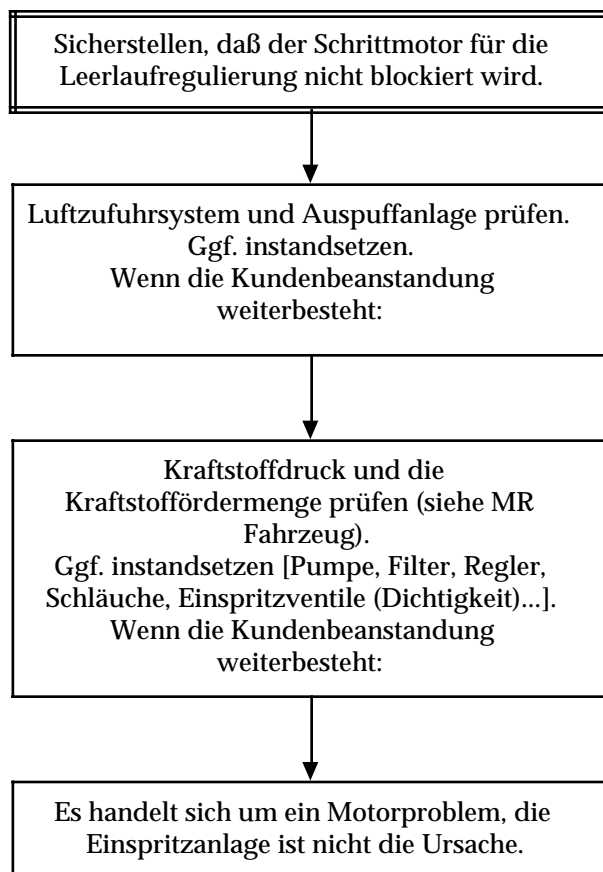 Sicherstellen, daß der Schrittmotor für die
Leerlaufregulierung nicht blockiert wird.
Luftzufuhrsystem und Auspuffanlage prüfen.
Ggf. instandsetzen.
Wenn die Kundenbeanstandung
weiterbesteht:
Kraftstoffdruck und die
Kraftstoffördermenge prüfen (siehe MR
Fahrzeug).
Ggf. instandsetzen [Pumpe, Filter, Regler,
Schläuche, Einspritzventile (Dichtigkeit)...].
Wenn die Kundenbeanstandung
weiterbesteht:
Es handelt sich um ein Motorproblem, die
Einspritzanlage ist nicht die Ursache.